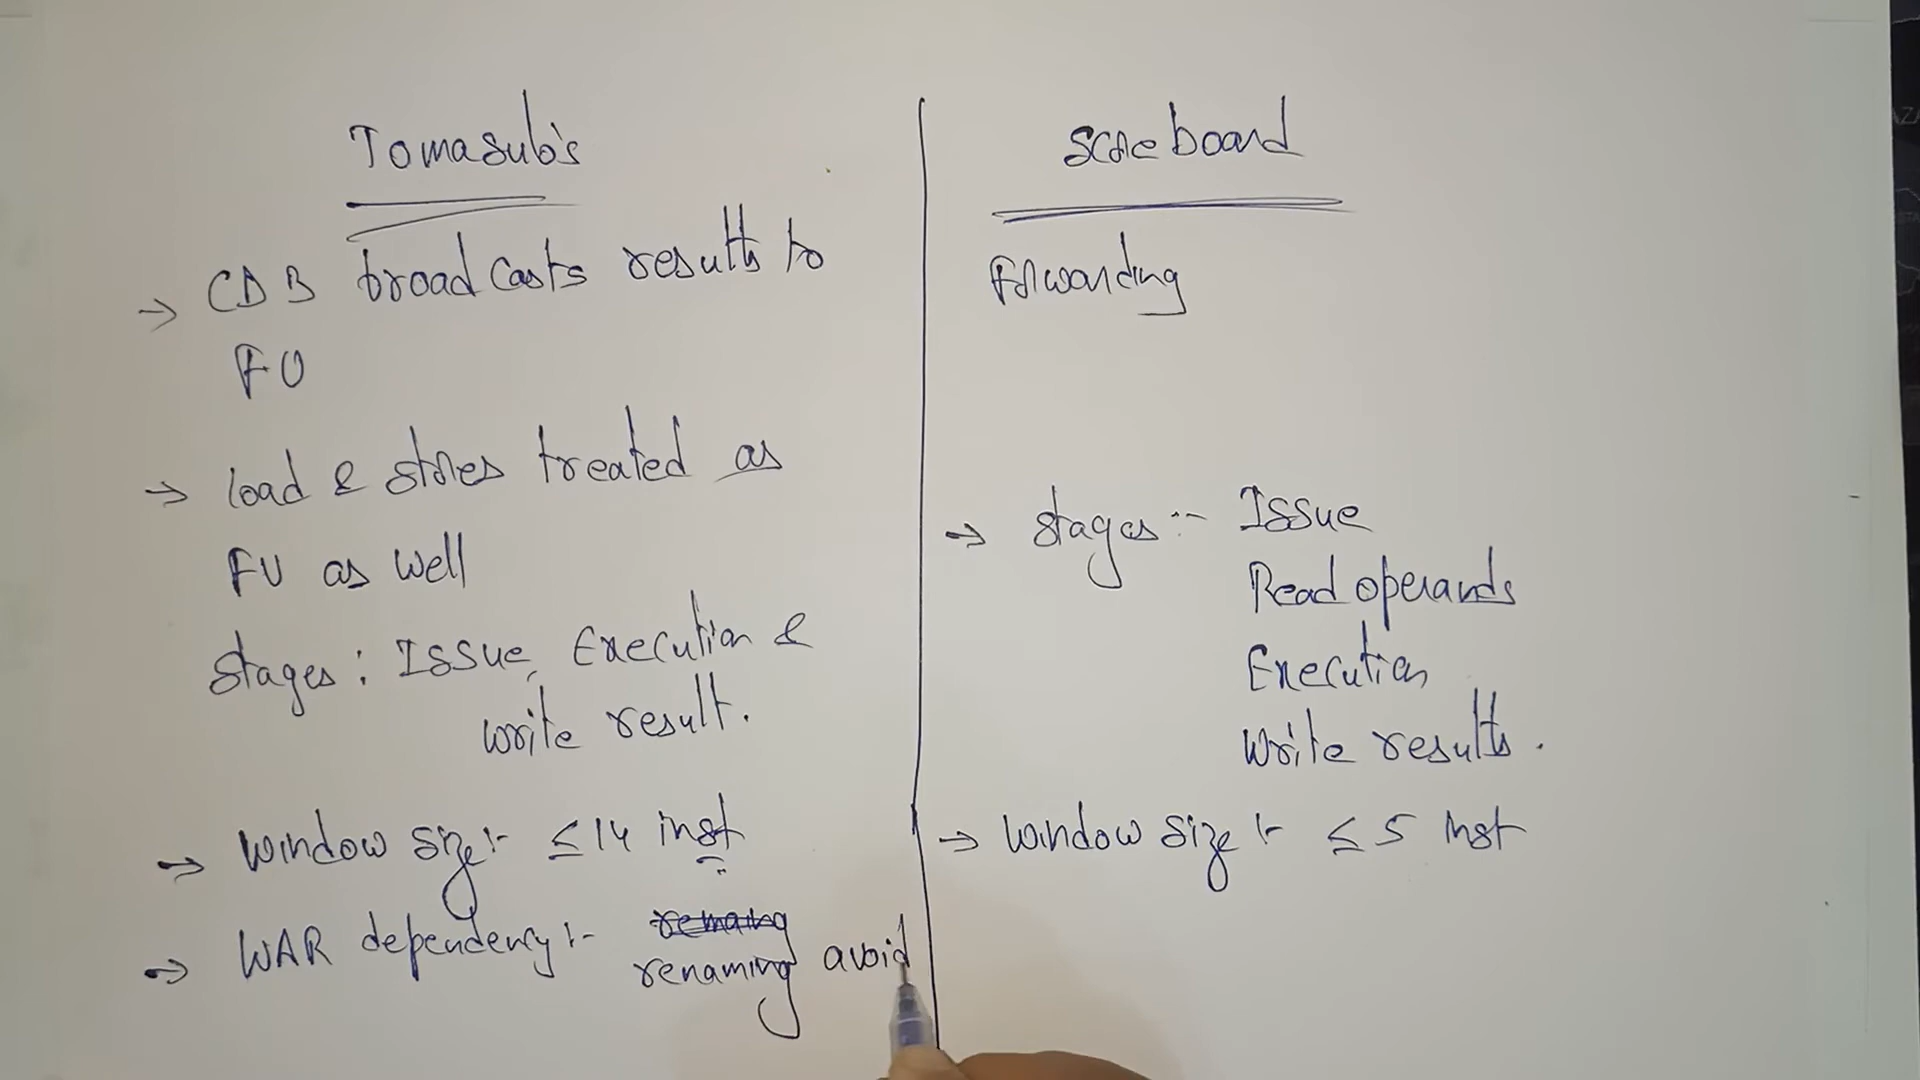 Tomasulo's
→ CDB broadcasts results to
FU
→ load & stores treated as
FU as well
stages: Issue, Execution &
write result.
→ window size:- ≤14 inst
→ WAR dependency:-
renaming avoid
scoreboard
Forwarding
→ stages:- Issue
Read operands
Execution
Write results.
→ window size:- ≤5 inst